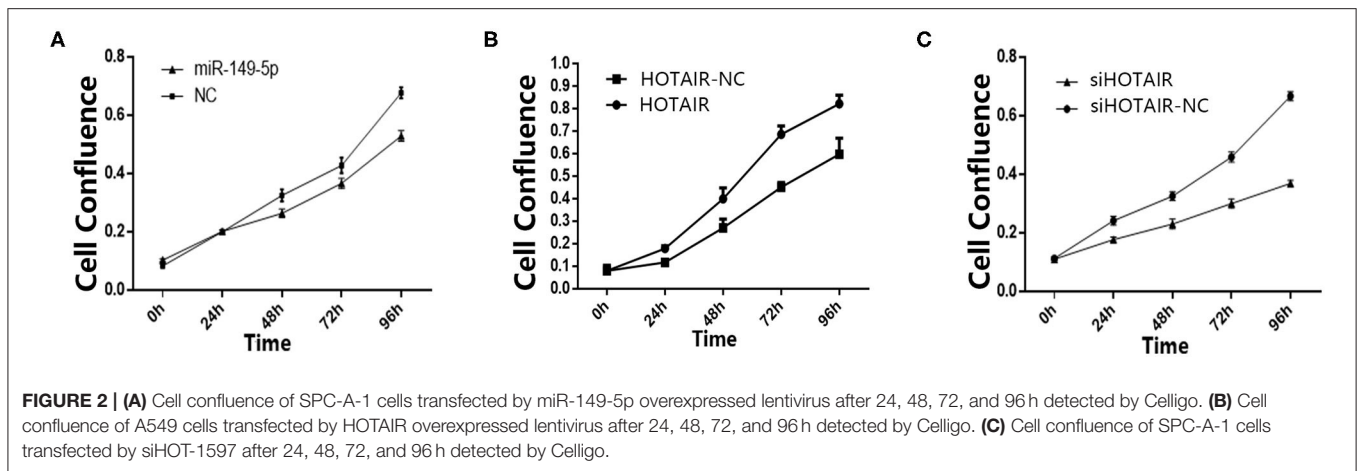 A
0.8
0.6
0.4
0.2
0.0
Cell Confluence
miR-149-5p
NC
0h
24h
48h
72h
96h
Time
B
1.0
0.9
0.8
0.7
0.6
0.5
0.4
0.3
0.2
0.1
0.0
Cell Confluence
HOTAIR-NC
HOTAIR
0h
24h
48h
72h
96h
Time
C
0.8
0.6
0.4
0.2
0.0
Cell Confluence
siHOTAIR
siHOTAIR-NC
0h
24h
48h
72h
96h
Time
FIGURE 2 | (A) Cell confluence of SPC-A-1 cells transfected by miR-149-5p overexpressed lentivirus after 24, 48, 72, and 96 h detected by Celligo. (B) Cell
confluence of A549 cells transfected by HOTAIR overexpressed lentivirus after 24, 48, 72, and 96 h detected by Celligo. (C) Cell confluence of SPC-A-1 cells
transfected by siHOT-1597 after 24, 48, 72, and 96 h detected by Celligo.